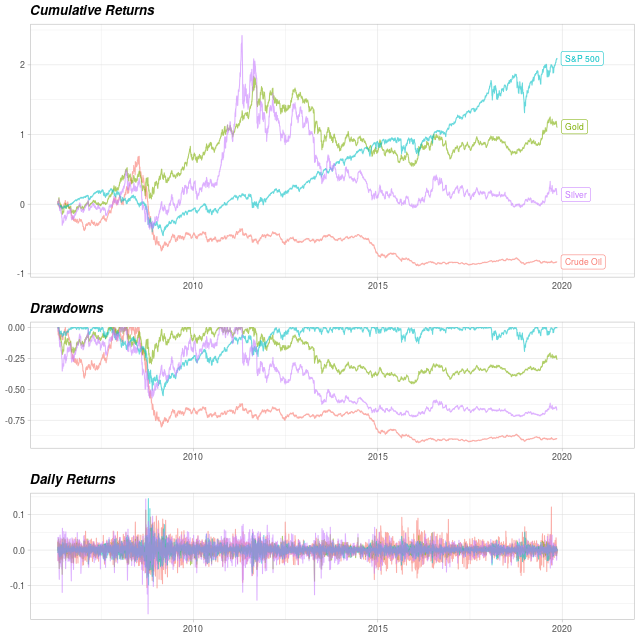 Cumulative Returns
2
1
0
-1
S&P 500
Gold
Silver
Crude Oil
2010
2015
2020
Drawdowns
0.00
-0.25
-0.50
-0.75
2010
2015
2020
Daily Returns
0.1
0.0
-0.1
2010
2015
2020